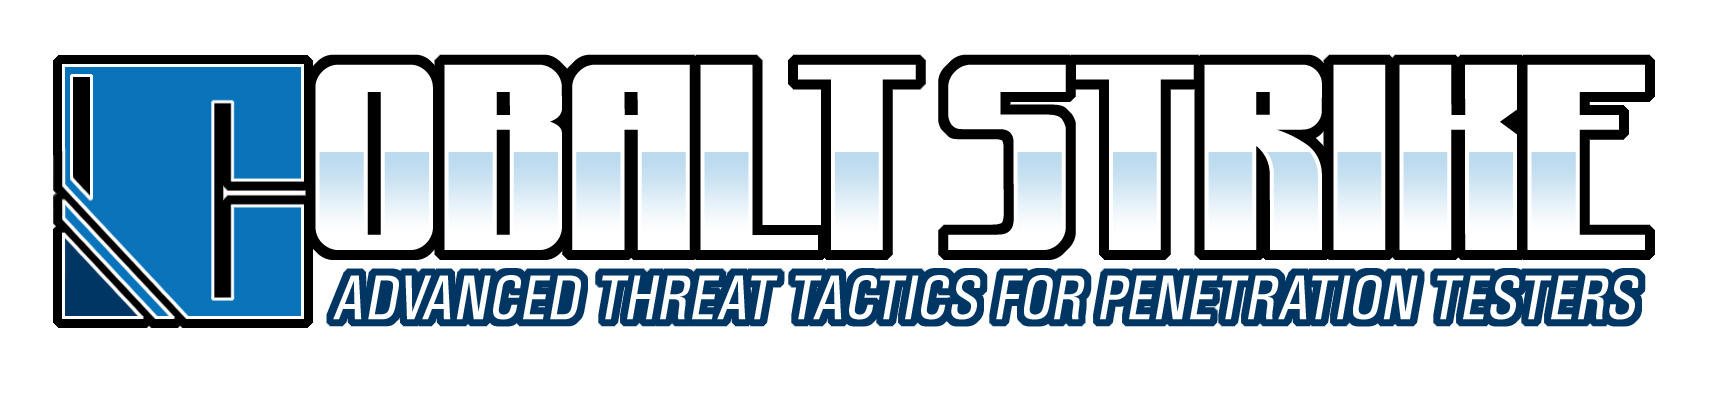 COBALT STRIKE
ADVANCED THREAT TACTICS FOR PENETRATION TESTERS